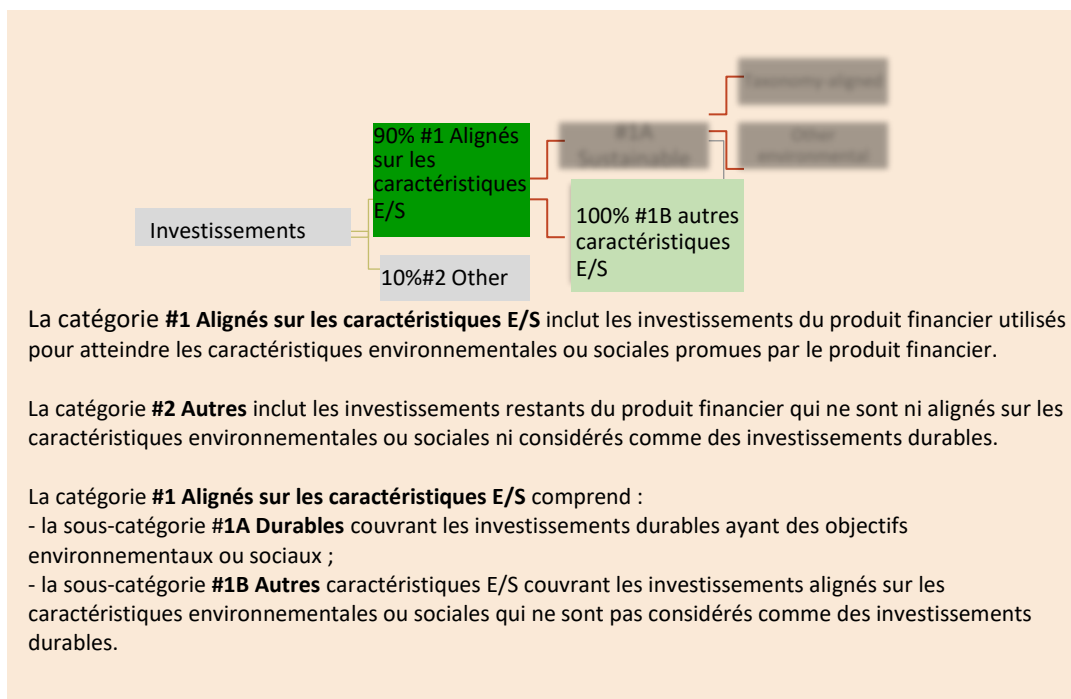 Taxonomy-aligned
90% #1 Alignés
sur les
caractéristiques
E/S
#1A
Sustainable
Other
environmental
Investissements
100% #1B autres
caractéristiques
E/S
10%#2 Other
La catégorie #1 Alignés sur les caractéristiques E/S inclut les investissements du produit financier utilisés
pour atteindre les caractéristiques environnementales ou sociales promues par le produit financier.
La catégorie #2 Autres inclut les investissements restants du produit financier qui ne sont ni alignés sur les
caractéristiques environnementales ou sociales ni considérés comme des investissements durables.
La catégorie #1 Alignés sur les caractéristiques E/S comprend :
- la sous-catégorie #1A Durables couvrant les investissements durables ayant des objectifs
environnementaux ou sociaux ;
- la sous-catégorie #1B Autres caractéristiques E/S couvrant les investissements alignés sur les
caractéristiques environnementales ou sociales qui ne sont pas considérés comme des investissements
durables.